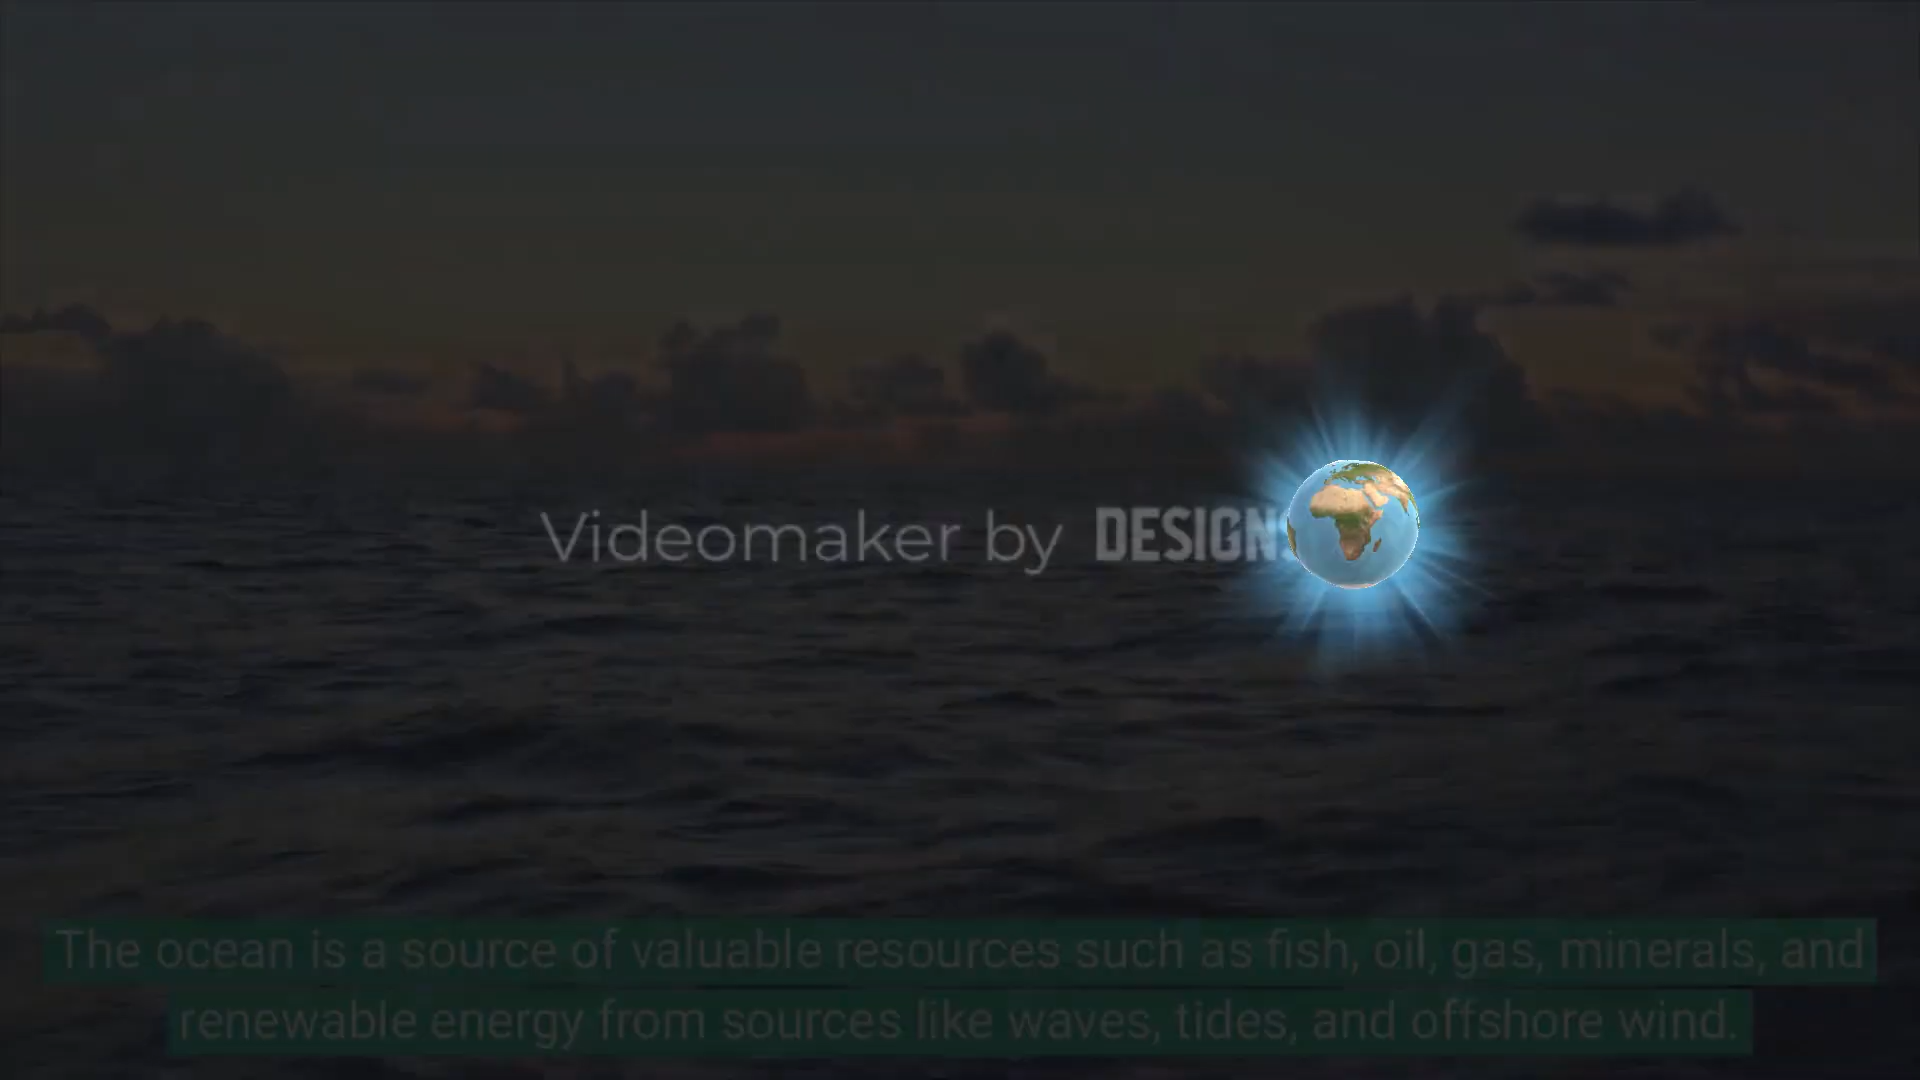 Videomaker by DESIGN
The ocean is a source of valuable resources such as fish, oil, gas, minerals, and
renewable energy from sources like waves, tides, and offshore wind.